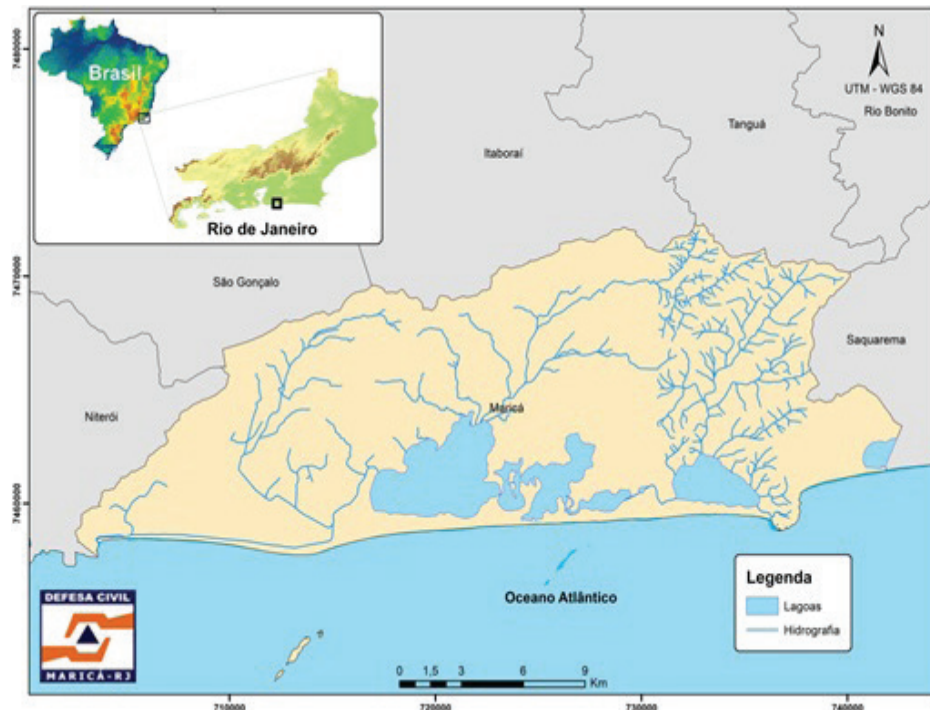 Brasil
Rio de Janeiro
N
UTM - WGS 84
Rio Bonito
Tanguá
Itaboraí
São Gonçalo
Saquarema
Niterói
Maricá
7480000
7470000
7460000
Oceano Atlântico
Legenda
Lagoas
Hidrografia
DEFESA CIVIL
MARICÁ-RJ
0 1,5 3 6 9
Km
710000 720000 730000 740000